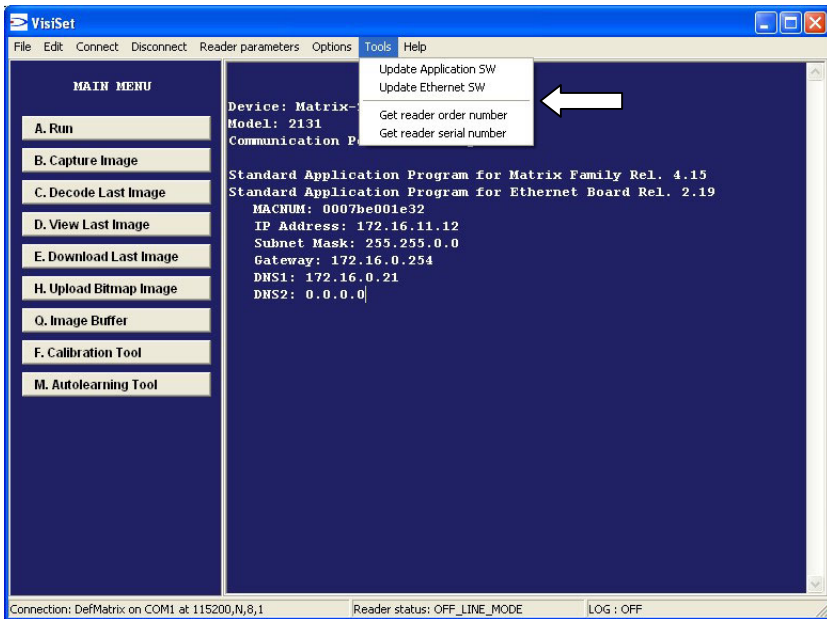 VisiSet
File Edit Connect Disconnect Reader parameters Options Tools Help
Update Application SW
Update Ethernet SW
Get reader order number
Get reader serial number
MAIN MENU
A. Run
B. Capture Image
C. Decode Last Image
D. View Last Image
E. Download Last Image
H. Upload Bitmap Image
Q. Image Buffer
F. Calibration Tool
M. Autolearning Tool
Device: Matrix-
Model: 2131
Communication
Standard Application Program for Matrix Family Rel. 4.15
Standard Application Program for Ethernet Board Rel. 2.19
MACNUM: 0007be001e32
IP Address: 172.16.11.12
Subnet Mask: 255.255.0.0
Gateway: 172.16.0.254
DNS1: 172.16.0.21
DNS2: 0.0.0.0
Connection: DefMatrix on COM1 at 115200,N,8,1 Reader status: OFF_LINE_MODE LOG : OFF